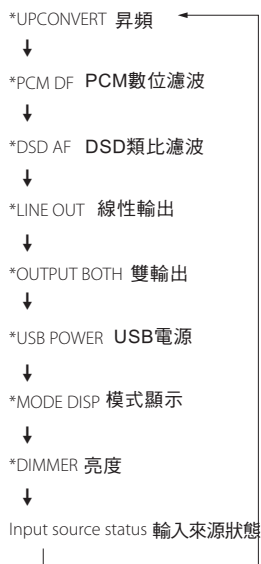 *UPCONVERT 昇頻
*PCM DF PCM數位濾波
*DSD AF DSD類比濾波
*LINE OUT 線性輸出
*OUTPUT BOTH 雙輸出
*USB POWER USB電源
*MODE DISP 模式顯示
*DIMMER 亮度
Input source status 輸入來源狀態